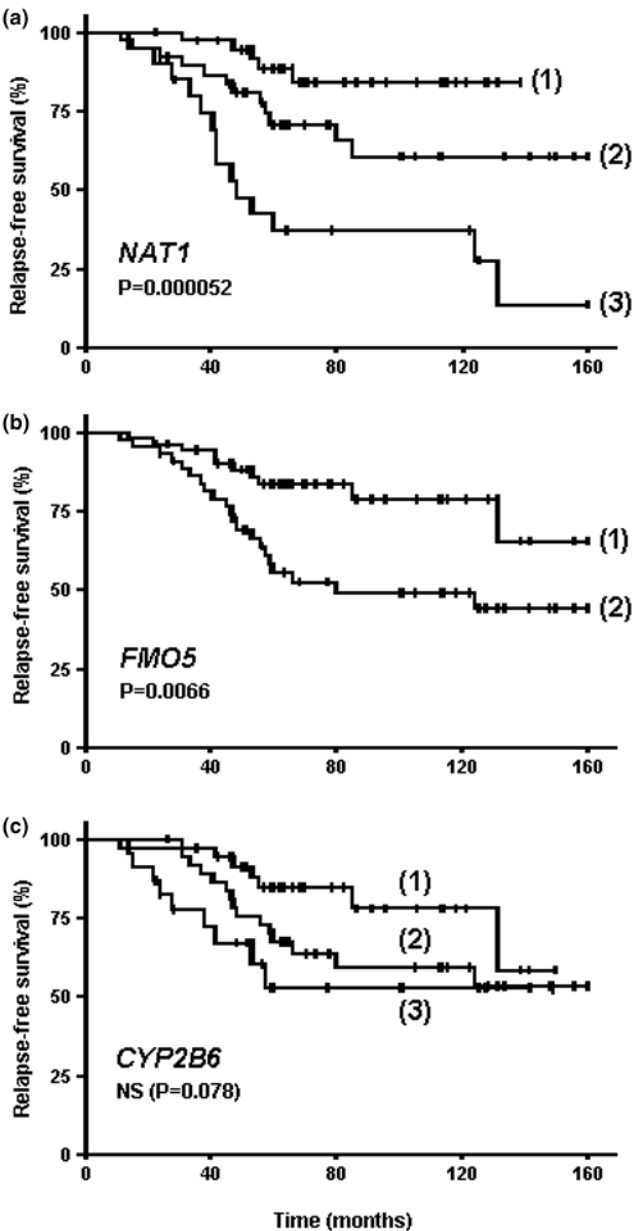 (a)
100
75
50
25
0
Relapse-free survival (%)
(1)
(2)
(3)
NAT1
P=0.000052
0 40 80 120 160
(b)
100
75
50
25
0
Relapse-free survival (%)
(1)
(2)
FMO5
P=0.0066
0 40 80 120 160
(c)
100
75
50
25
0
Relapse-free survival (%)
(1)
(2)
(3)
CYP2B6
NS (P=0.078)
0 40 80 120 160
Time (months)